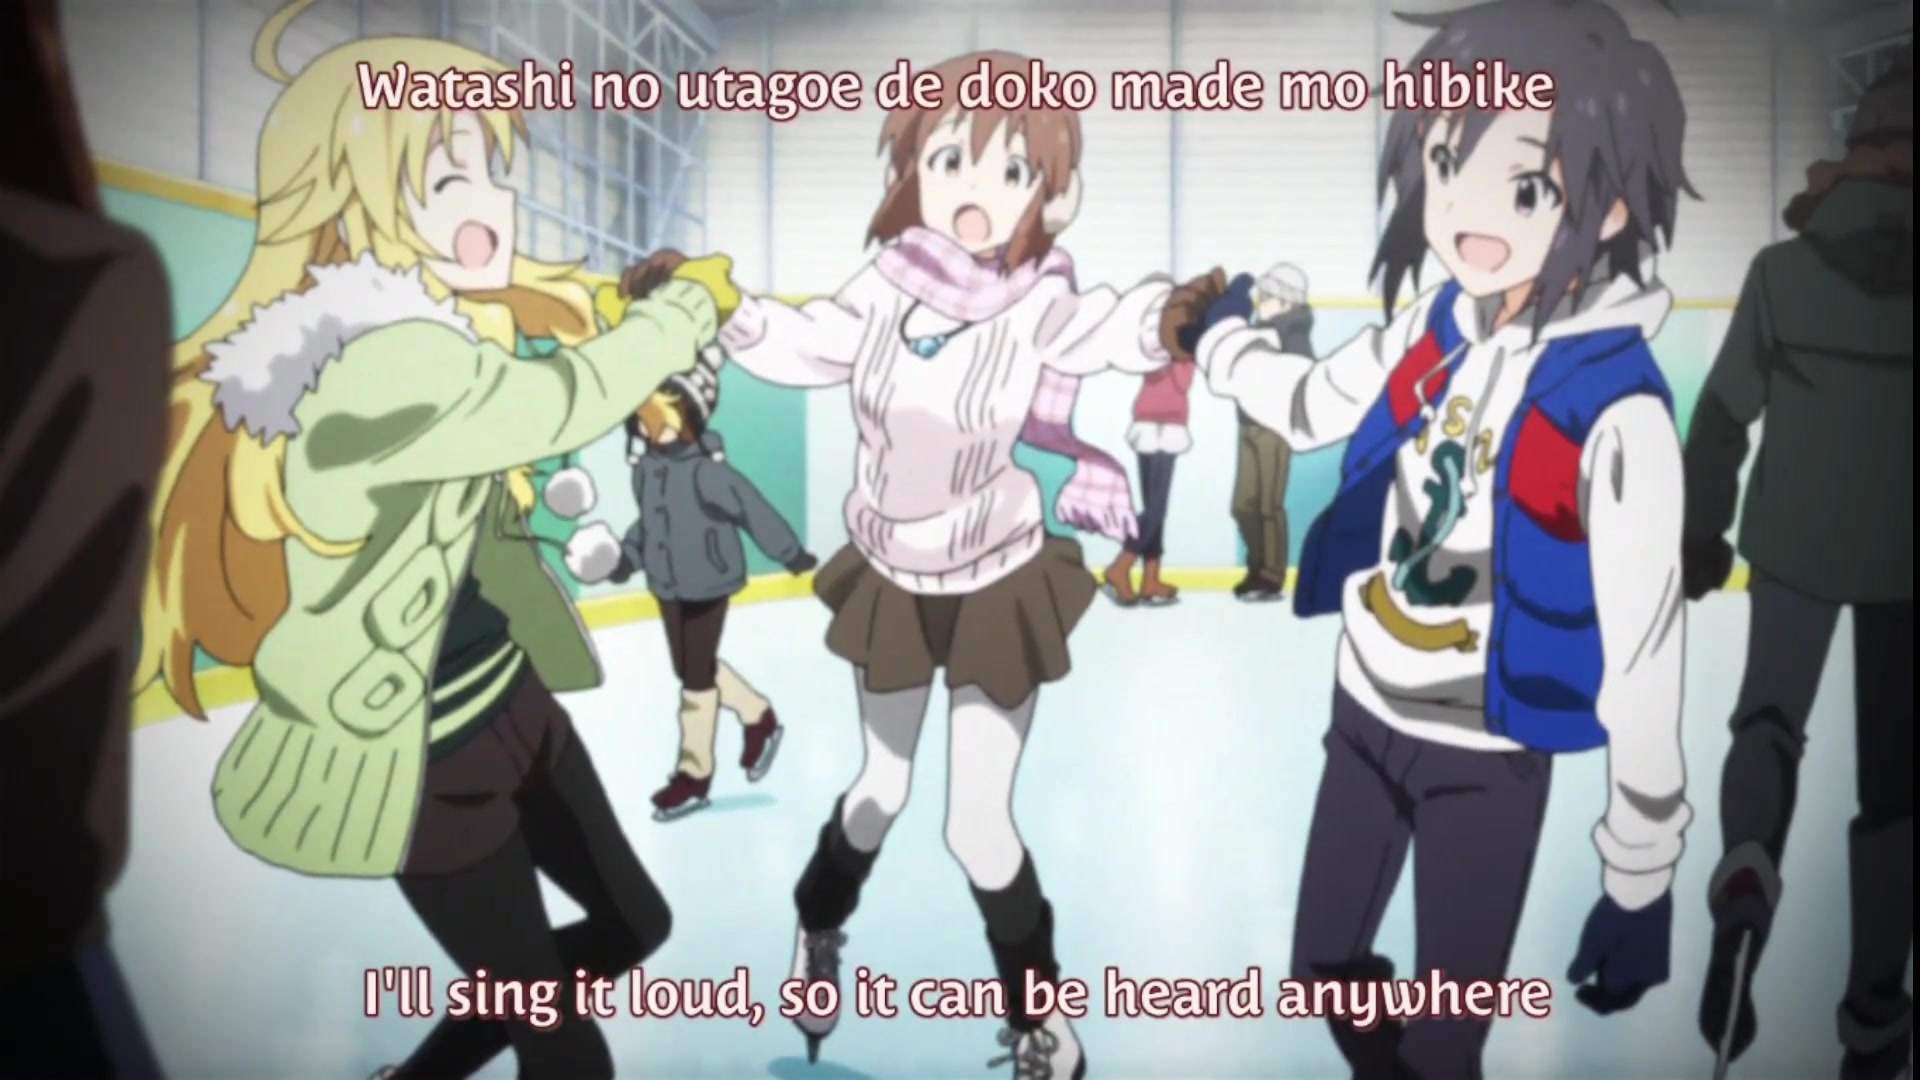 Watashi no utagoe de doko made mo hibike
I'll sing it loud, so it can be heard anywhere